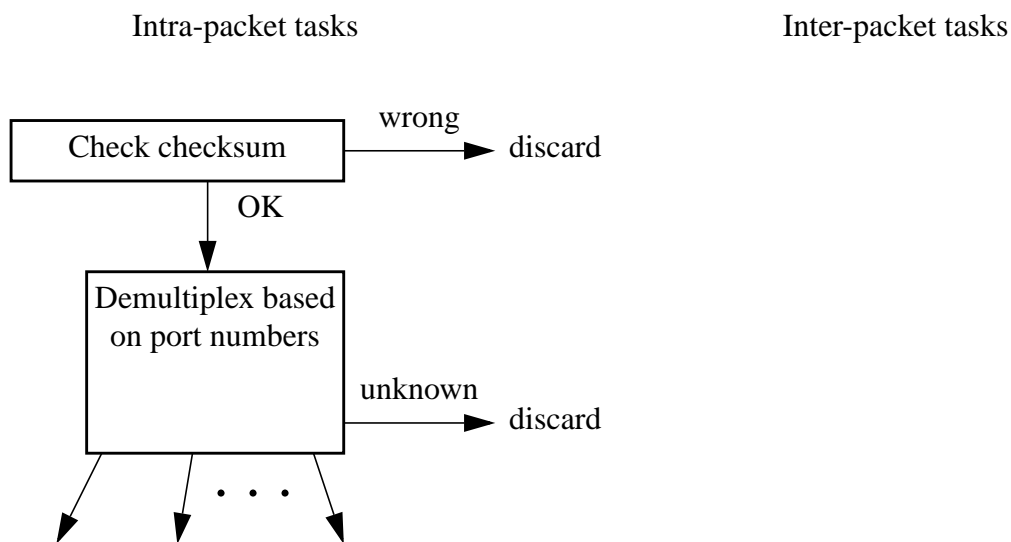 Intra-packet tasks
Inter-packet tasks
Check checksum
wrong
discard
OK
Demultiplex based
on port numbers
unknown
discard
. . .